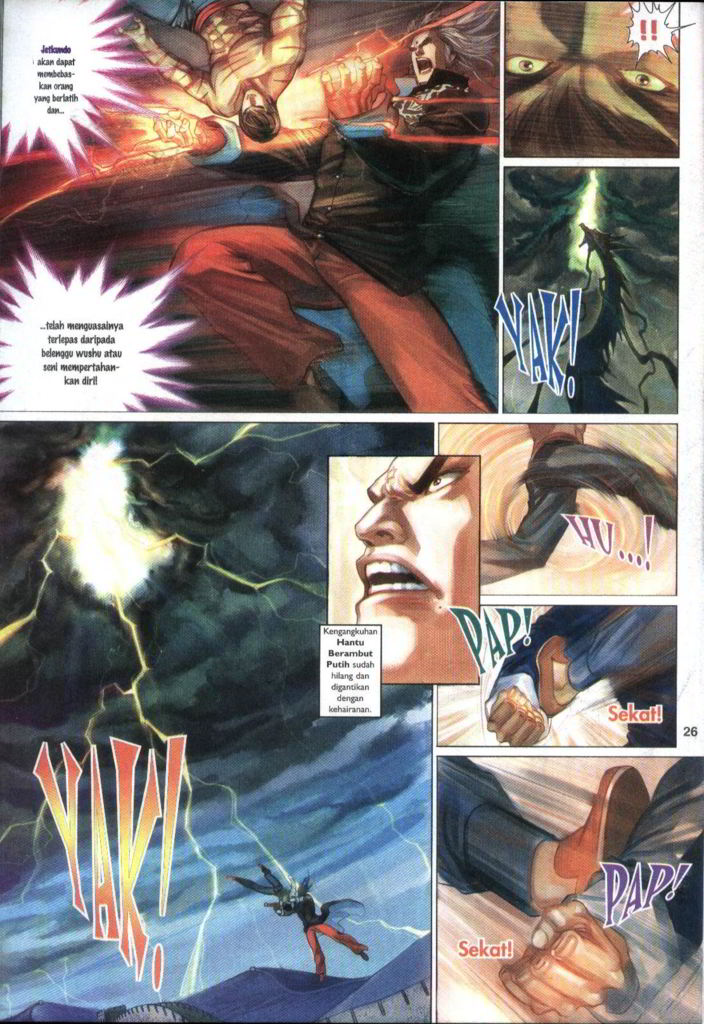 Jetkundo
akan dapat
membebas-
kan orang
yang berlatih
dan...
!!
..telah menguasainya
terlepas daripada
belenggu wushu atau
seni mempertahan-
kan diri!
YAK!
HU...!
Kengangkuhan
Hantu
Berambut
Putih sudah
hilang dan
digantikan
dengan
kehairanan.
PAP!
Sekat!
26
YAK!
PAP!
Sekat!